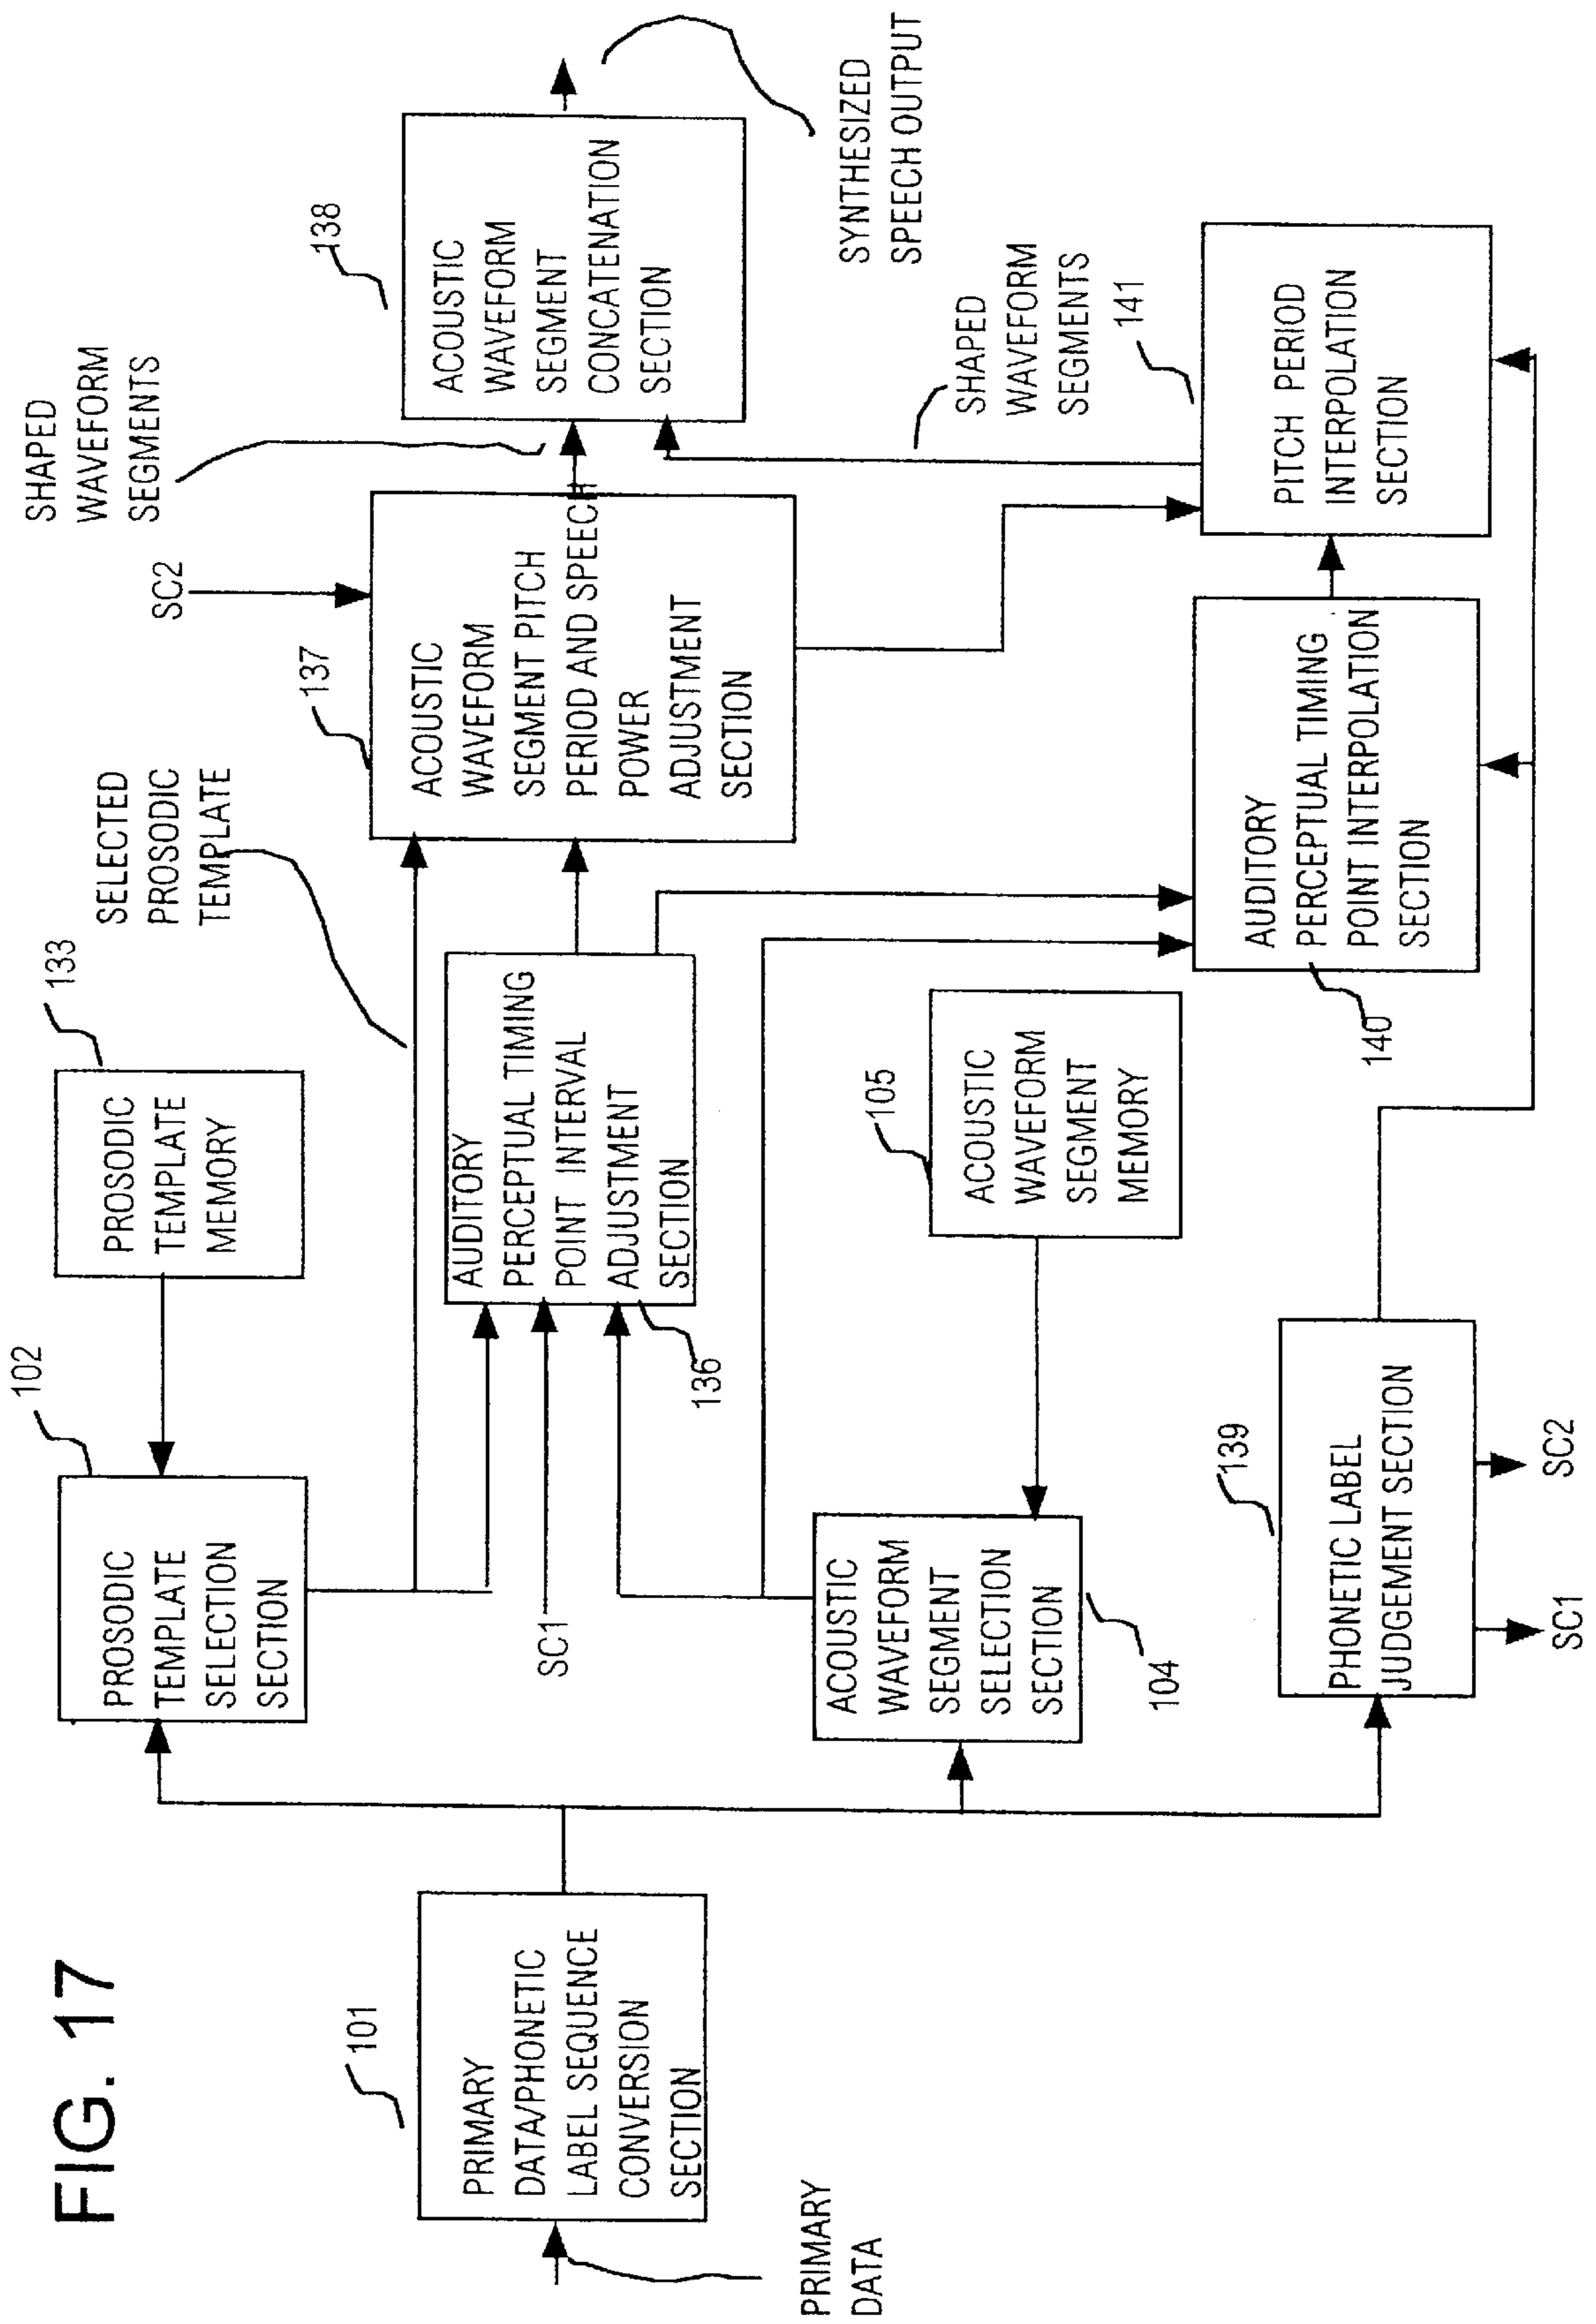 FIG. 17
PRIMARY
DATA
101
PRIMARY
DATA/PHONETIC
LABEL SEQUENCE
CONVERSION
SECTION
102
PROSODIC
TEMPLATE
SELECTION
SECTION
133
PROSODIC
TEMPLATE
MEMORY
SELECTED
PROSODIC
TEMPLATE
SC1
AUDITORY
PERCEPTUAL TIMING
POINT INTERVAL
ADJUSTMENT
SECTION
136
ACOUSTIC
WAVEFORM
SEGMENT
SELECTION
SECTION
104
105
ACOUSTIC
WAVEFORM
SEGMENT
MEMORY
139
PHONETIC LABEL
JUDGEMENT SECTION
SC1
SC2
SC2
137
ACOUSTIC
WAVEFORM
SEGMENT PITCH
PERIOD AND SPEECH
POWER
ADJUSTMENT
SECTION
SHAPED
WAVEFORM
SEGMENTS
138
ACOUSTIC
WAVEFORM
SEGMENT
CONCATENATION
SECTION
SYNTHESIZED
SPEECH OUTPUT
AUDITORY
PERCEPTUAL TIMING
POINT INTERPOLATION
SECTION
140
SHAPED
WAVEFORM
SEGMENTS
141
PITCH PERIOD
INTERPOLATION
SECTION